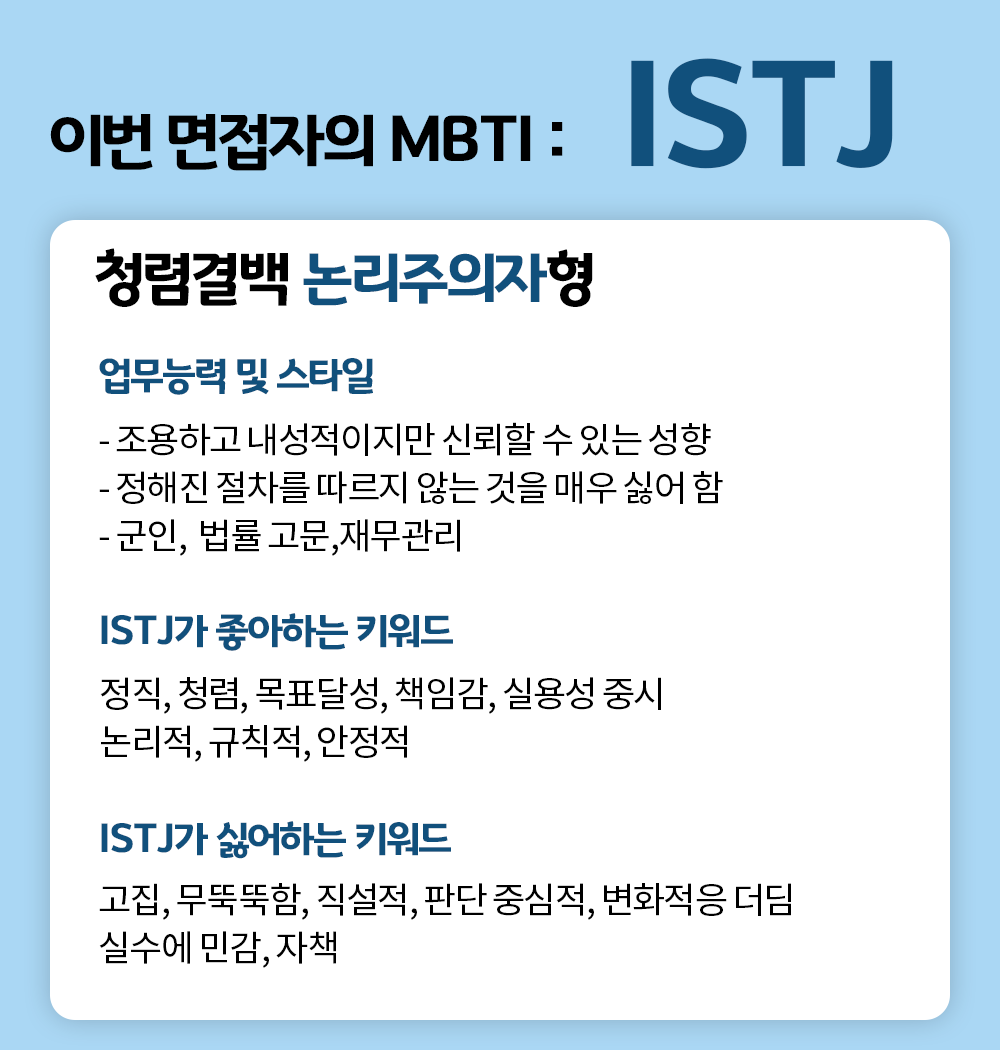 이번 면접자의 MBTI : ISTJ
청렴결백 논리주의자형
업무능력 및 스타일
- 조용하고 내성적이지만 신뢰할 수 있는 성향
- 정해진 절차를 따르지 않는 것을 매우 싫어 함
- 군인, 법률 고문,재무관리
ISTJ가 좋아하는 키워드
정직, 청렴, 목표달성, 책임감, 실용성 중시
논리적, 규칙적, 안정적
ISTJ가 싫어하는 키워드
고집, 무뚝뚝함, 직설적, 판단 중심적, 변화적응 더딤
실수에 민감, 자책